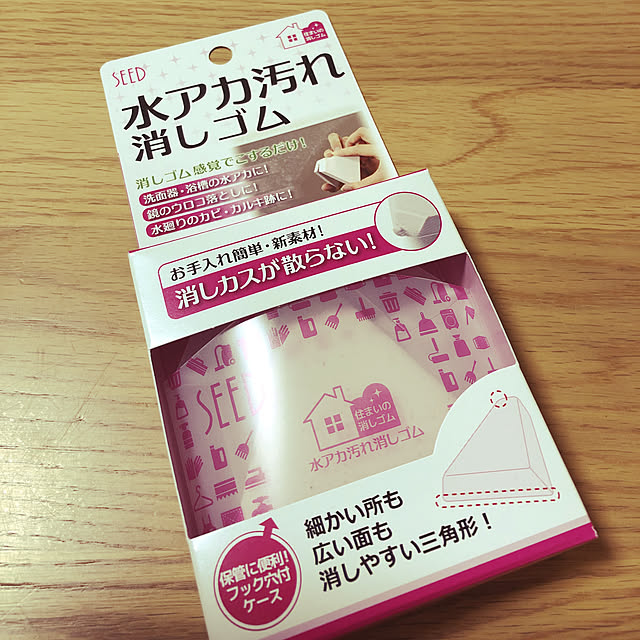 SEED
住まいの
消しゴム
水アカ汚れ
消しゴム
消しゴム感覚でこするだけ!
洗面器・浴槽の水アカに!
鏡のウロコ落としに!
水廻りのカビ・カルキ跡に!
お手入れ簡単・新素材!
消しカスが散らない!
SEED
住まいの
消しゴム
水アカ汚れ消しゴム
細かい所も
広い面も
消しやすい三角形!
保管に便利!
フック穴付
ケース